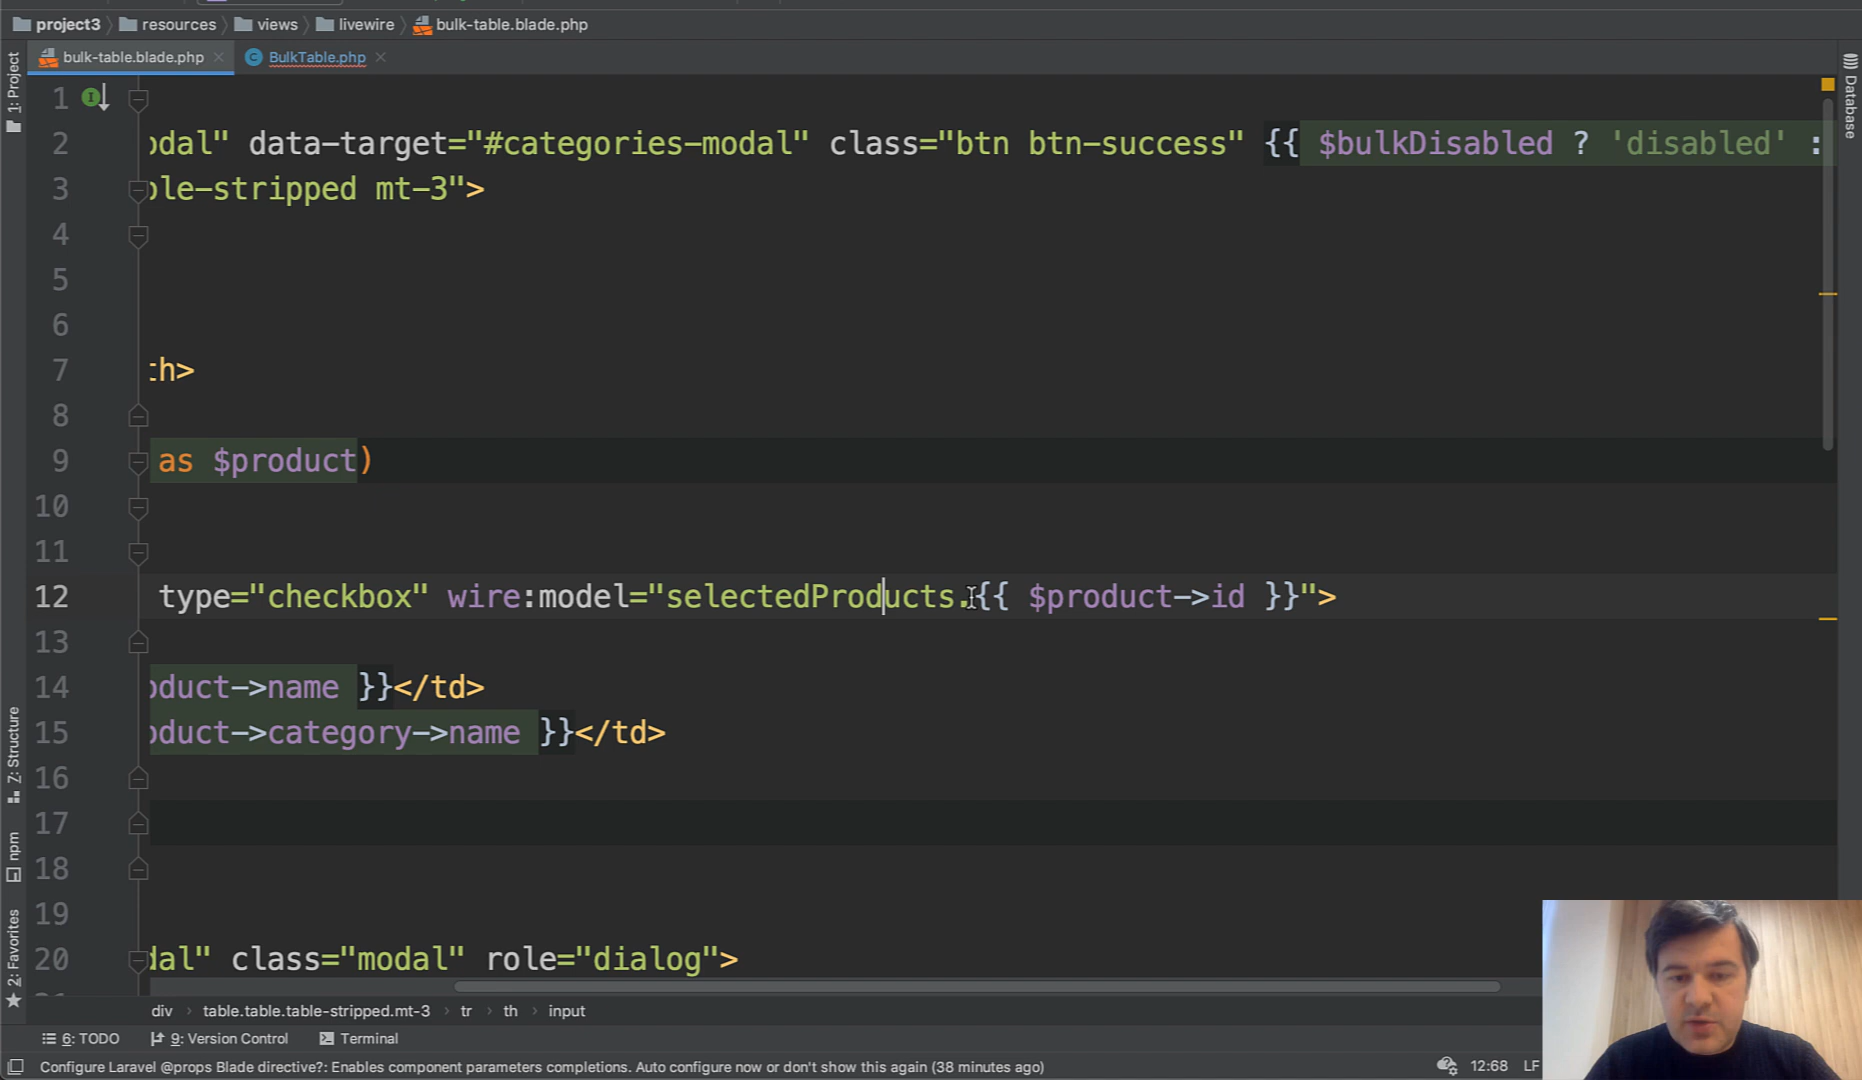 project3 resources views livewire bulk-table.blade.php
bulk-table.blade.php BulkTable.php
1: Project
Database
1
2 odal" data-target="#categories-modal" class="btn btn-success" {{ $bulkDisabled ? 'disabled' :
3 ble-stripped mt-3">
4
5
6
7 th>
8
9 as $product)
10
11
12 type="checkbox" wire:model="selectedProducts.{{ $product->id }}">
13
14 oduct->name }}</td>
15 oduct->category->name }}</td>
16
17
18
19
20 dal" class="modal" role="dialog">
7: Structure
npm
2: Favorites
div table.table.table-stripped.mt-3 tr th input
6: TODO 9: Version Control Terminal
Configure Laravel @props Blade directive?: Enables component parameters completions. Auto configure now or don't show this again (38 minutes ago) 12:68 LF